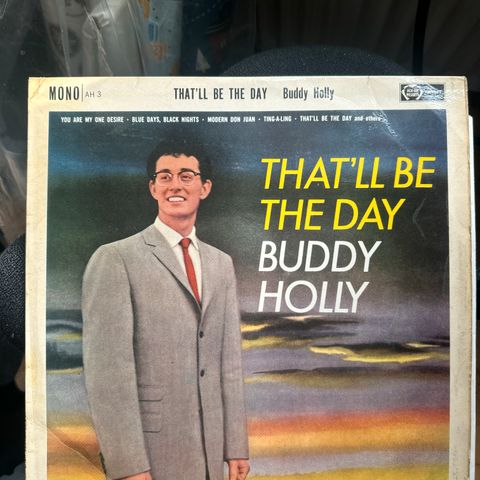 MONO AH 3 THAT'LL BE THE DAY Buddy Holly
YOU ARE MY ONE DESIRE · BLUE DAYS, BLACK NIGHTS · MODERN DON JUAN · TING-A-LING · THAT'LL BE THE DAY and others
THAT'LL BE
THE DAY
BUDDY
HOLLY